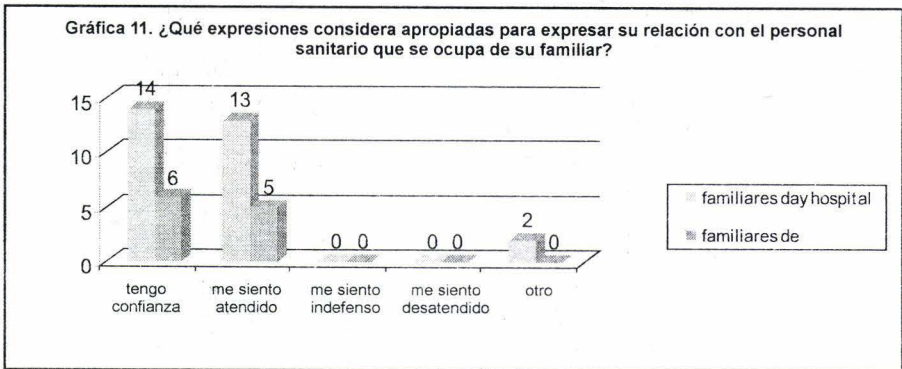 Gráfica 11. ¿Qué expresiones considera apropiadas para expresar su relación con el personal
sanitario que se ocupa de su familiar?
15
10
5
0
14
6
13
5
0 0
0 0
2
0
tengo
confianza
me siento
atendido
me siento
indefenso
me siento
desatendido
otro
familiares day hospital
familiares de